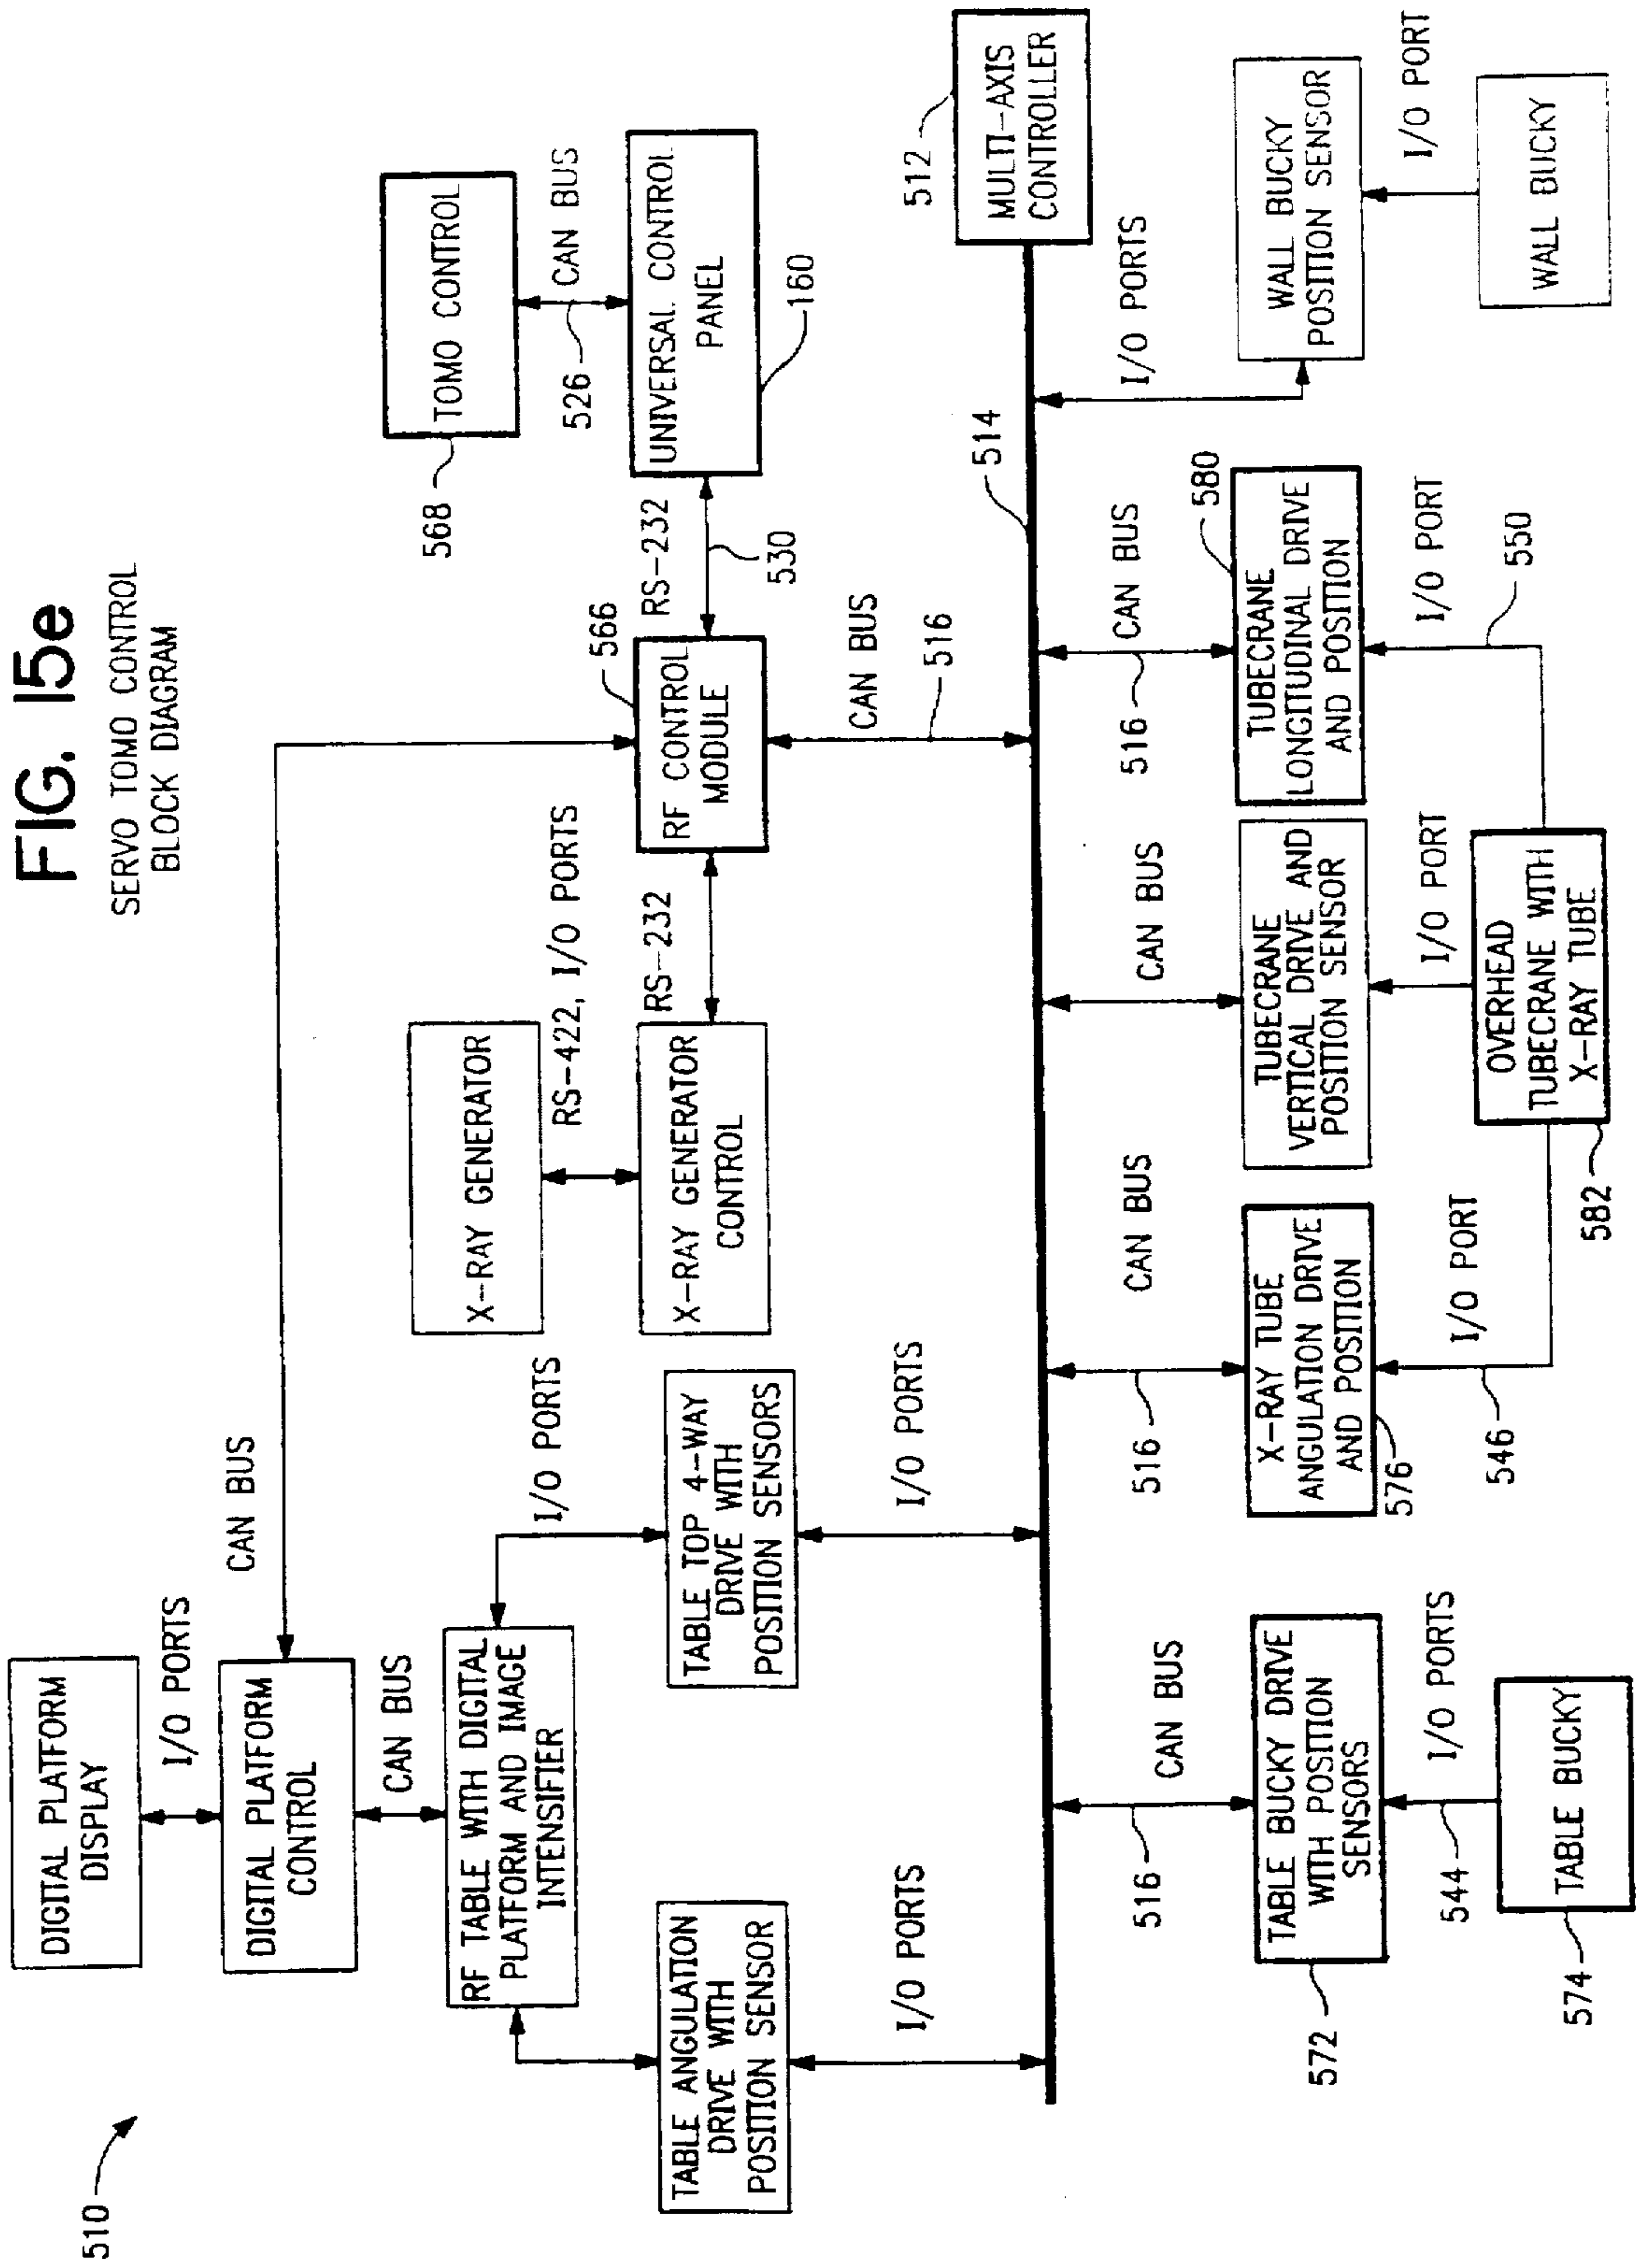 FIG. 15e
SERVO TOMO CONTROL
BLOCK DIAGRAM
510
DIGITAL PLATFORM
DISPLAY
I/O PORTS
DIGITAL PLATFORM
CONTROL
CAN BUS
CAN BUS
RF TABLE WITH DIGITAL
PLATFORM AND IMAGE
INTENSIFIER
I/O PORTS
TABLE ANGULATION
DRIVE WITH
POSITION SENSOR
TABLE TOP 4-WAY
DRIVE WITH
POSITION SENSORS
I/O PORTS
I/O PORTS
X-RAY GENERATOR
RS-422, I/O PORTS
X-RAY GENERATOR
CONTROL
RS-232
RF CONTROL
MODULE
566
RS-232
530
TOMO CONTROL
568
526
CAN BUS
UNIVERSAL CONTROL
PANEL
160
CAN BUS
516
514
512
MULTI-AXIS
CONTROLLER
516
CAN BUS
TABLE BUCKY DRIVE
WITH POSITION
SENSORS
572
544
I/O PORTS
TABLE BUCKY
574
516
CAN BUS
X-RAY TUBE
ANGULATION DRIVE
AND POSITION
576
546
I/O PORT
CAN BUS
TUBECRANE
VERTICAL DRIVE AND
POSITION SENSOR
I/O PORT
OVERHEAD
TUBECRANE WITH
X-RAY TUBE
582
516
CAN BUS
580
TUBECRANE
LONGITUDINAL DRIVE
AND POSITION
I/O PORT
550
I/O PORTS
WALL BUCKY
POSITION SENSOR
I/O PORT
WALL BUCKY